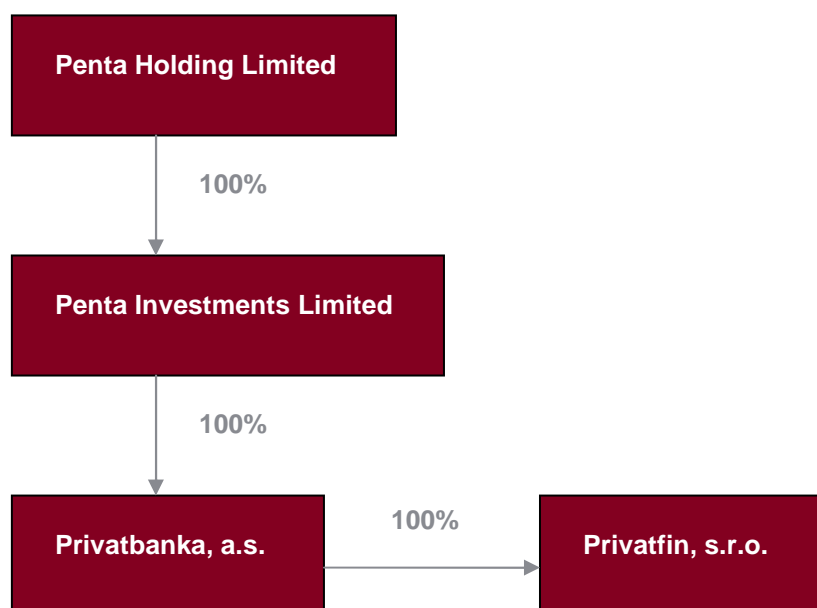 Penta Holding Limited
100%
Penta Investments Limited
100%
Privatbanka, a.s.
100%
Privatfin, s.r.o.